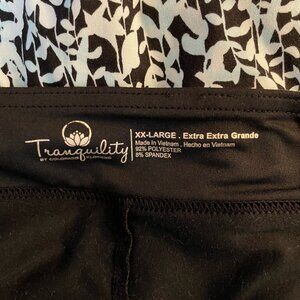 Tranquility
BY COLORADO CLOTHING
XX-LARGE . Extra Extra Grande
Made in Vietnam . Hecho en Vietnam
92% POLYESTER
8% SPANDEX